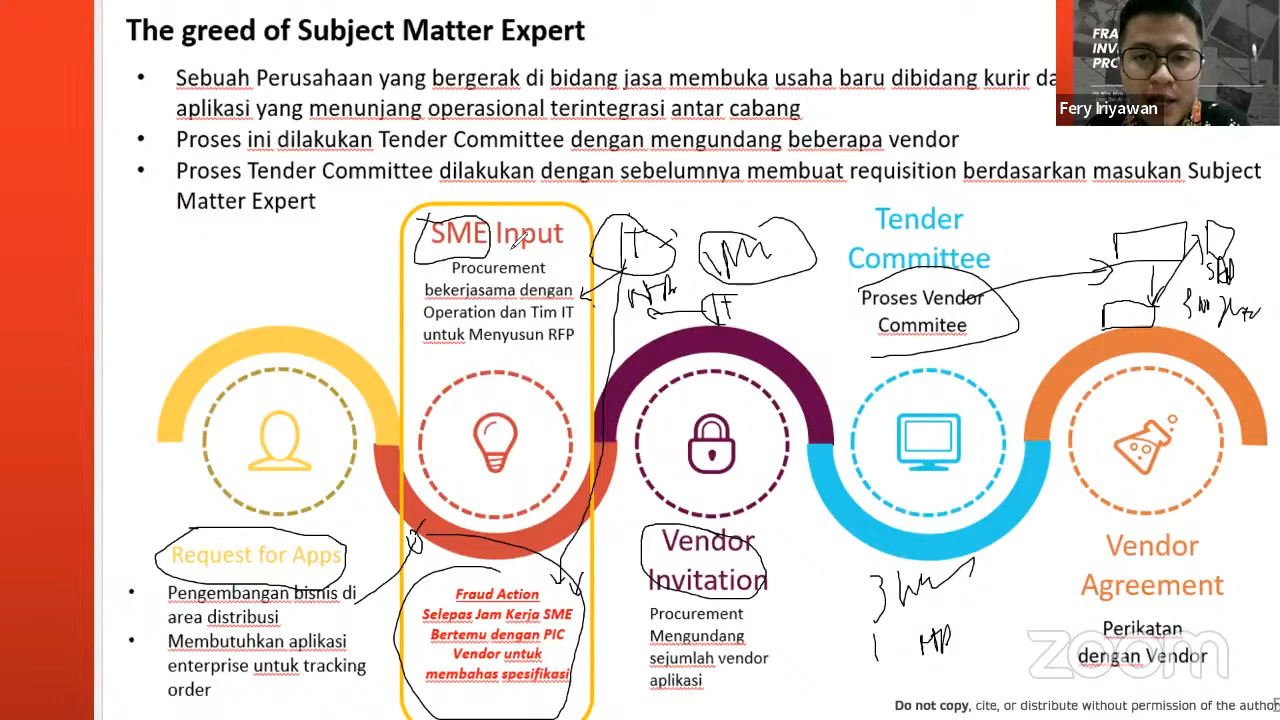 The greed of Subject Matter Expert
• Sebuah Perusahaan yang bergerak di bidang jasa membuka usaha baru dibidang kurir
aplikasi yang menunjang operasional terintegrasi antar cabang
• Proses ini dilakukan Tender Committee dengan mengundang beberapa vendor
• Proses Tender Committee dilakukan dengan sebelumnya membuat requisition berdasarkan masukan Subject
Matter Expert
Fery Iriyawan
SME Input
Procurement
bekerjasama dengan
Operation dan Tim IT
untuk Menyusun RFP
Tender
Committee
Proses Vendor
Commitee
Request for Apps
• Pengembangan bisnis di
area distribusi
• Membutuhkan aplikasi
enterprise untuk tracking
order
Fraud Action
Selepas Jam Kerja SME
Bertemu dengan PIC
Vendor untuk
membahas spesifikasi
Vendor
Invitation
Procurement
Mengundang
sejumlah vendor
aplikasi
Vendor
Agreement
Perikatan
dengan Vendor
zoom
Do not copy, cite, or distribute without permission of the author